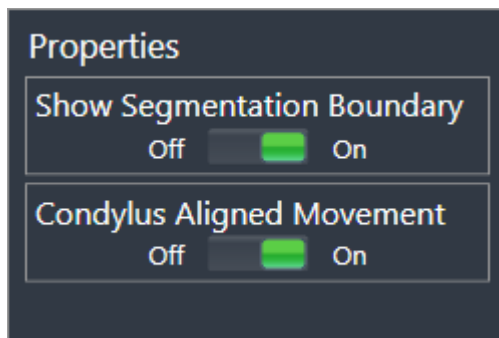 Properties
Show Segmentation Boundary
Off On
Condylus Aligned Movement
Off On